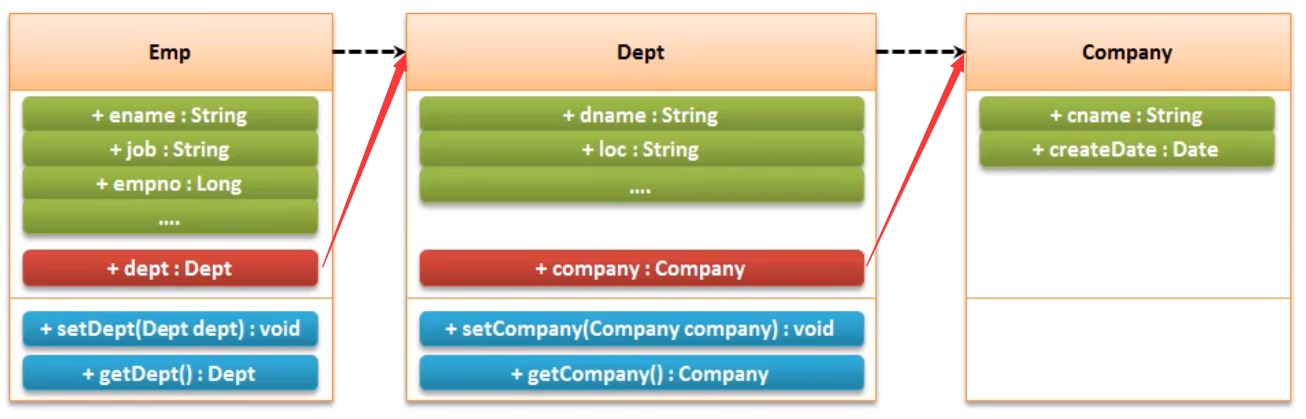 Emp
+ ename : String
+ job : String
+ empno : Long
....
+ dept : Dept
+ setDept(Dept dept) : void
+ getDept() : Dept
Dept
+ dname : String
+ loc : String
....
+ company : Company
+ setCompany(Company company) : void
+ getCompany() : Company
Company
+ cname : String
+ createDate : Date